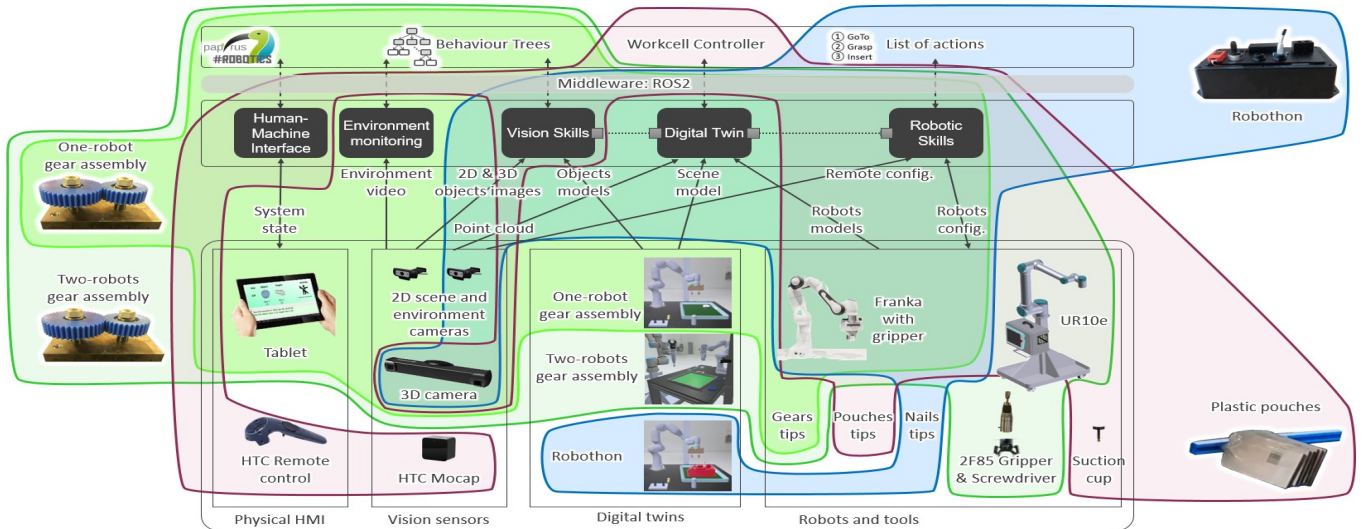 papyrus
#ROBOTICS
Behaviour Trees
Workcell Controller
① GoTo
② Grasp
③ Insert
List of actions
Middleware: ROS2
Robothon
Human-
Machine
Interface
Environment
monitoring
Vision Skills
Digital Twin
Robotic
Skills
One-robot
gear assembly
Environment
video
2D & 3D
objects images
Objects
models
Scene
model
Remote config.
System
state
Point cloud
Robots
models
Robots
config.
Two-robots
gear assembly
2D scene and
environment
cameras
One-robot
gear assembly
Franka
with
gripper
UR10e
Tablet
Two-robots
gear assembly
3D camera
Gears
tips
Pouches
tips
Nails
tips
Plastic pouches
HTC Remote
control
HTC Mocap
Robothon
2F85 Gripper
& Screwdriver
Suction
cup
Physical HMI
Vision sensors
Digital twins
Robots and tools